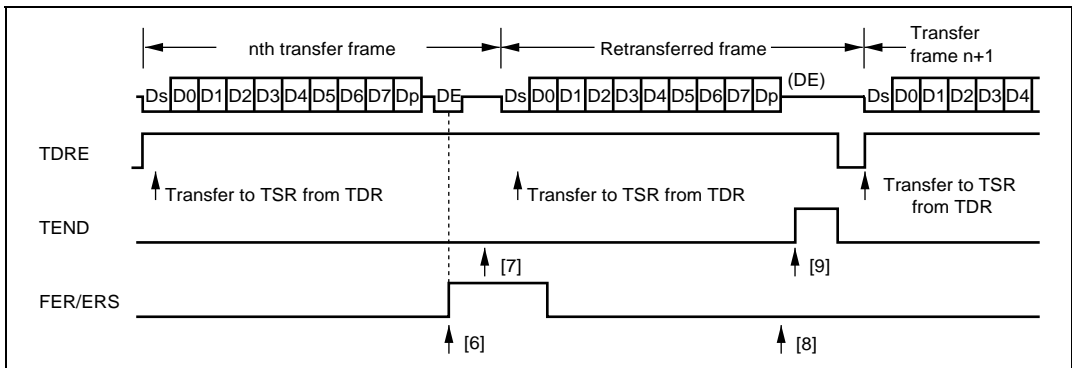 nth transfer frame
Retransferred frame
Transfer
frame n+1
Ds D0 D1 D2 D3 D4 D5 D6 D7 Dp DE
Ds D0 D1 D2 D3 D4 D5 D6 D7 Dp (DE)
Ds D0 D1 D2 D3 D4
TDRE
Transfer to TSR from TDR
Transfer to TSR from TDR
Transfer to TSR
from TDR
TEND
[7]
[9]
FER/ERS
[6]
[8]